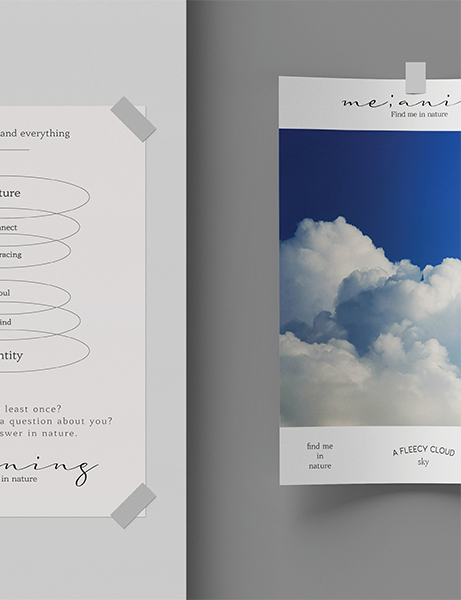 and everything
ture
nnect
racing
oul
ind
ntity
least once?
a question about you?
swer in nature.
ning
in nature
me;ani
Find me in nature
find me
in
nature
A FLEECY CLOUD
sky